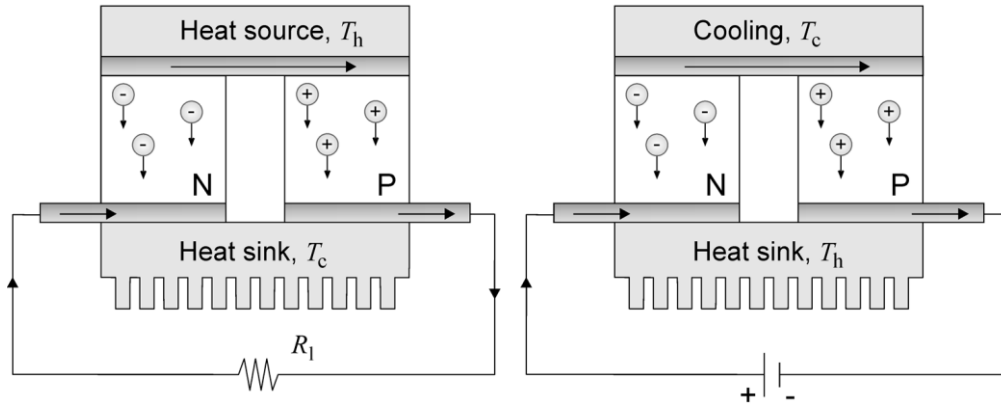 Heat source, Th
- - - + + +
N P
Heat sink, Tc
Rl
Cooling, Tc
- - - + + +
N P
Heat sink, Th
+ -